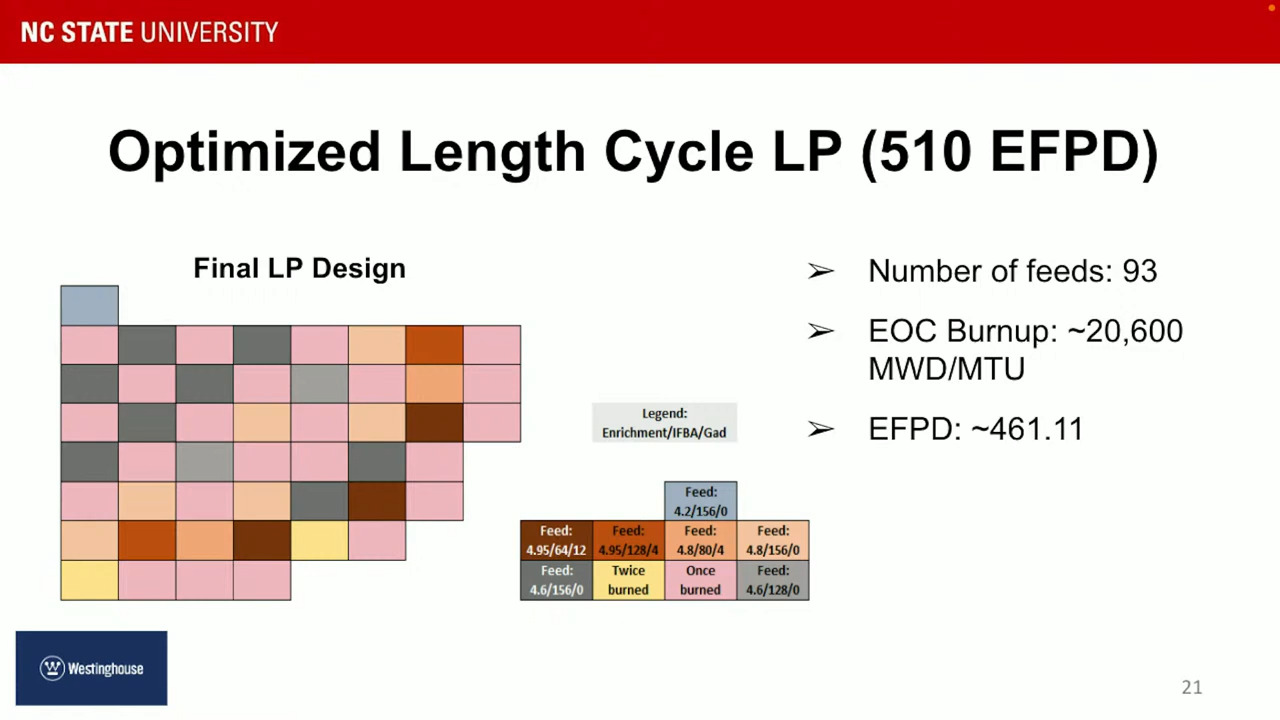 NC STATE UNIVERSITY
Optimized Length Cycle LP (510 EFPD)
Final LP Design
➢ Number of feeds: 93
➢ EOC Burnup: ~20,600
MWD/MTU
➢ EFPD: ~461.11
Legend:
Enrichment/IFBA/Gad
Feed:
4.2/156/0
Feed:
4.95/64/12
Feed:
4.95/128/4
Feed:
4.8/80/4
Feed:
4.8/156/0
Feed:
4.6/156/0
Twice
burned
Once
burned
Feed:
4.6/128/0
Westinghouse
21